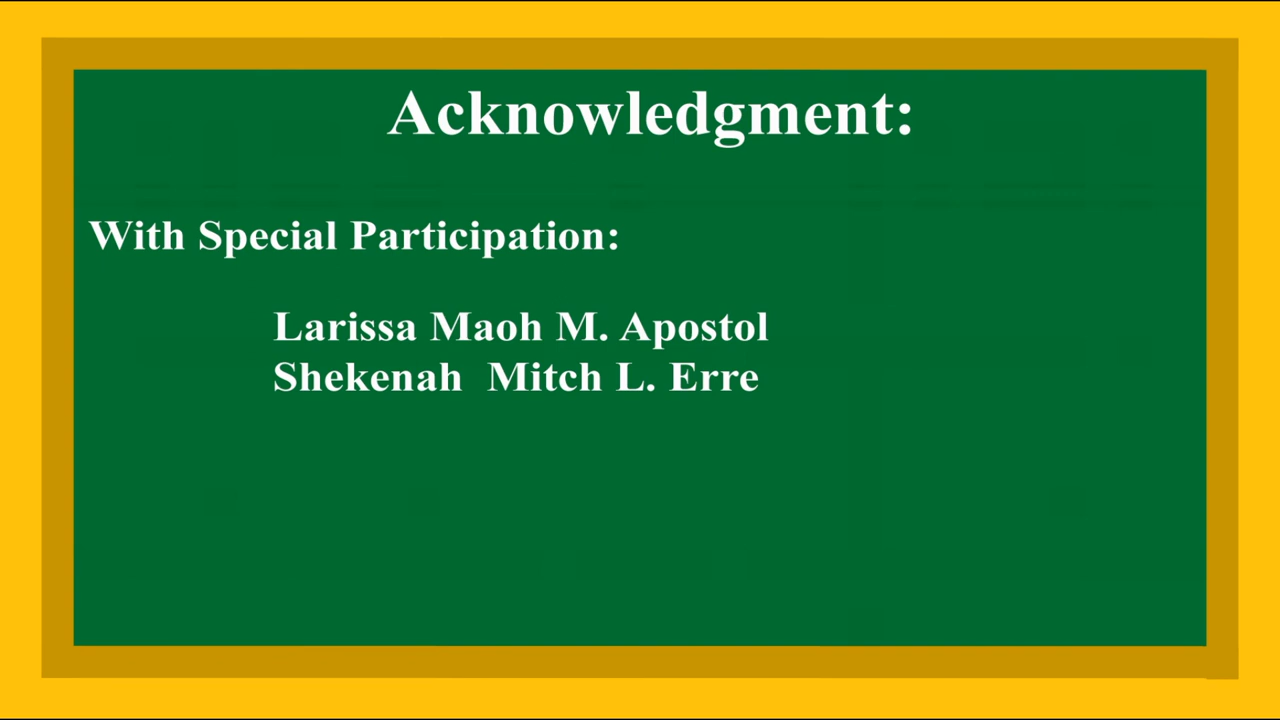 Acknowledgment:
With Special Participation:
Larissa Maoh M. Apostol
Shekenah  Mitch L. Erre